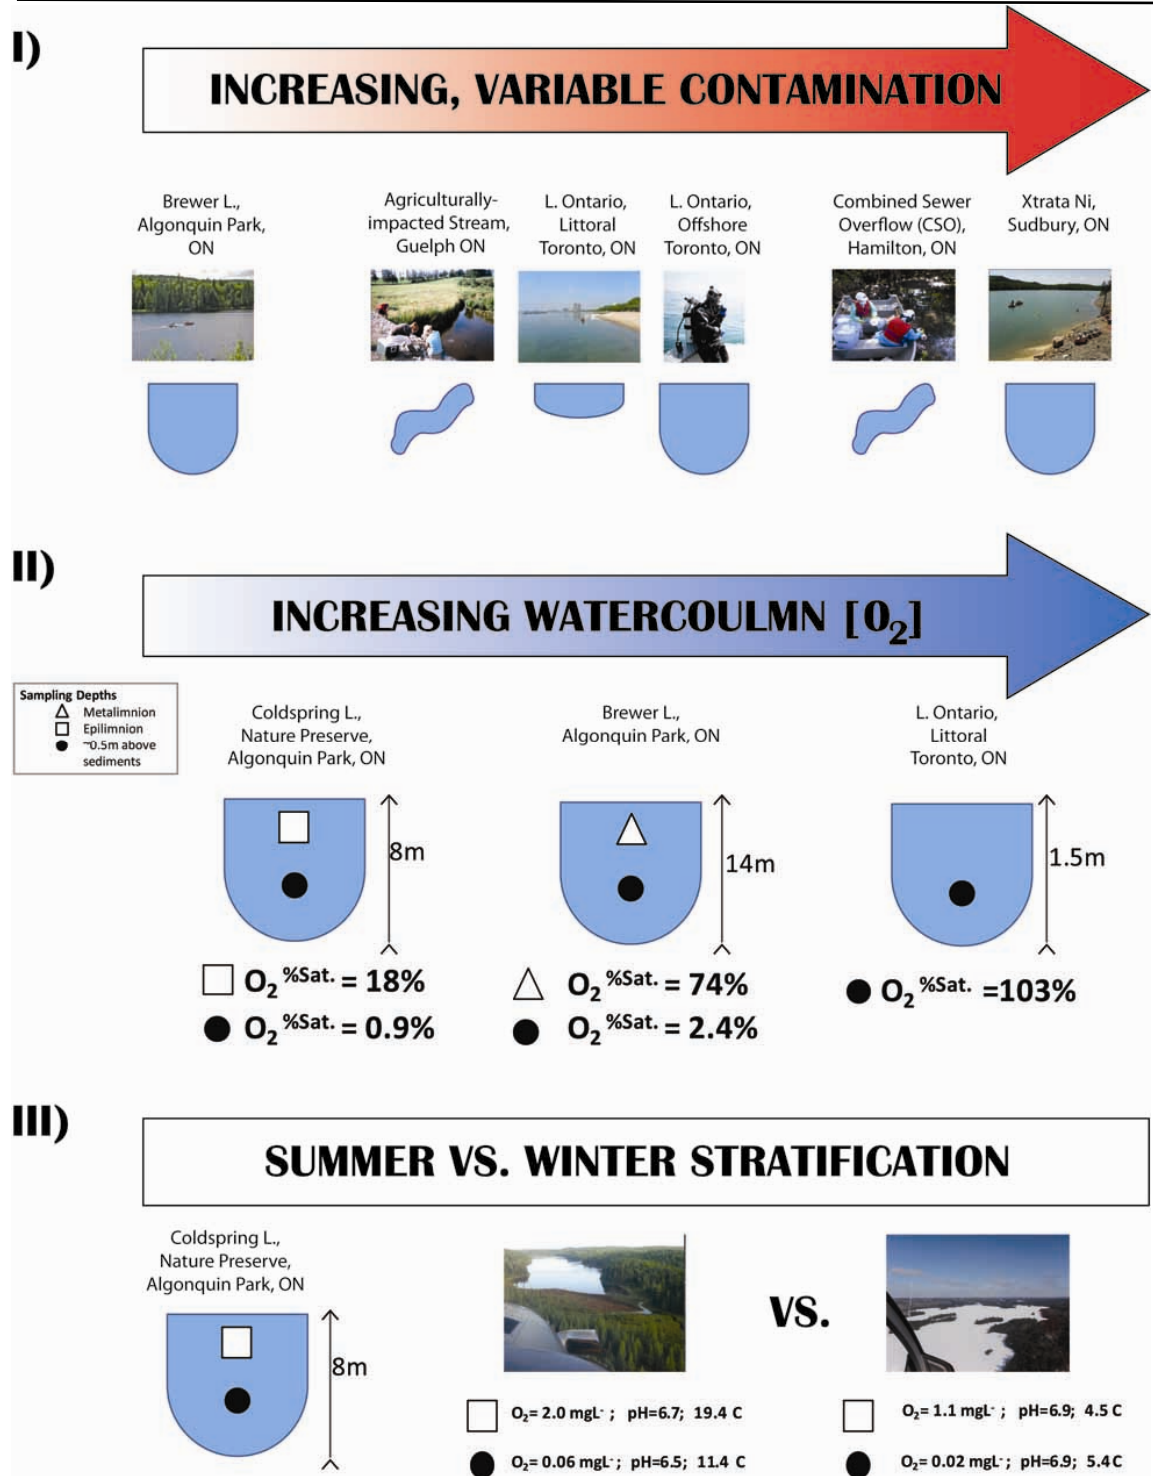 I)
INCREASING, VARIABLE CONTAMINATION
Brewer L.,
Algonquin Park,
ON
Agriculturally-
impacted Stream,
Guelph ON
L. Ontario,
Littoral
Toronto, ON
L. Ontario,
Offshore
Toronto, ON
Combined Sewer
Overflow (CSO),
Hamilton, ON
Xtrata Ni,
Sudbury, ON
II)
INCREASING WATERCOULMN [O₂]
Sampling Depths
Metalimnion
Epilimnion
~0.5m above
sediments
Coldspring L.,
Nature Preserve,
Algonquin Park, ON
Brewer L.,
Algonquin Park, ON
L. Ontario,
Littoral
Toronto, ON
8m
14m
1.5m
O₂ %Sat. = 18%
O₂ %Sat. = 0.9%
O₂ %Sat. = 74%
O₂ %Sat. = 2.4%
O₂ %Sat. =103%
III)
SUMMER VS. WINTER STRATIFICATION
Coldspring L.,
Nature Preserve,
Algonquin Park, ON
8m
VS.
O₂= 2.0 mgL⁻ ; pH=6.7; 19.4 C
O₂= 0.06 mgL⁻ ; pH=6.5; 11.4 C
O₂= 1.1 mgL⁻ ; pH=6.9; 4.5 C
O₂= 0.02 mgL⁻ ; pH=6.9; 5.4 C